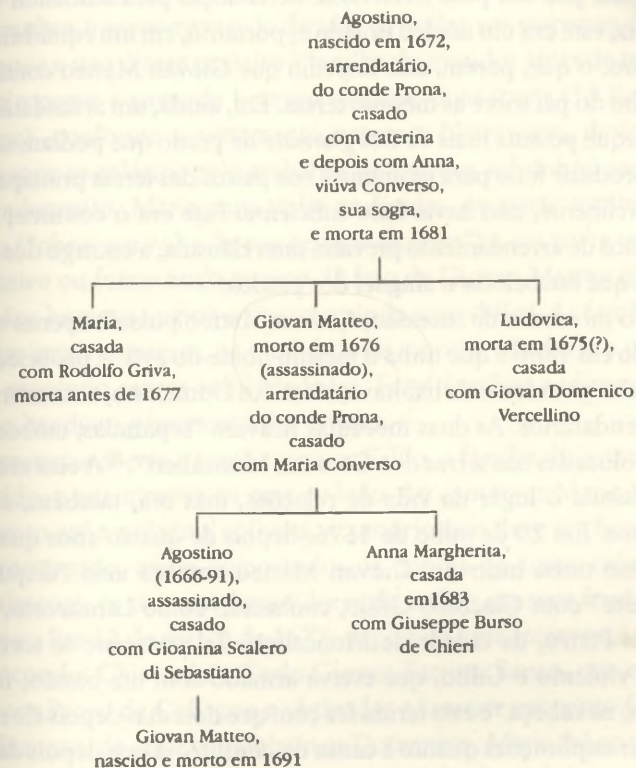 Agostino,
nascido em 1672,
arrendatário,
do conde Prona,
casado
com Caterina
e depois com Anna,
viúva Converso,
sua sogra,
e morta em 1681
Maria,
casada
com Rodolfo Griva,
morta antes de 1677
Giovan Matteo,
morto em 1676
(assassinado),
arrendatário
do conde Prona,
casado
com Maria Converso
Ludovica,
morta em 1675(?),
casada
com Giovan Domenico
Vercellino
Agostino
(1666-91),
assassinado,
casado
com Gioanina Scalero
di Sebastiano
Anna Margherita,
casada
em1683
com Giuseppe Burso
de Chieri
Giovan Matteo,
nascido e morto em 1691